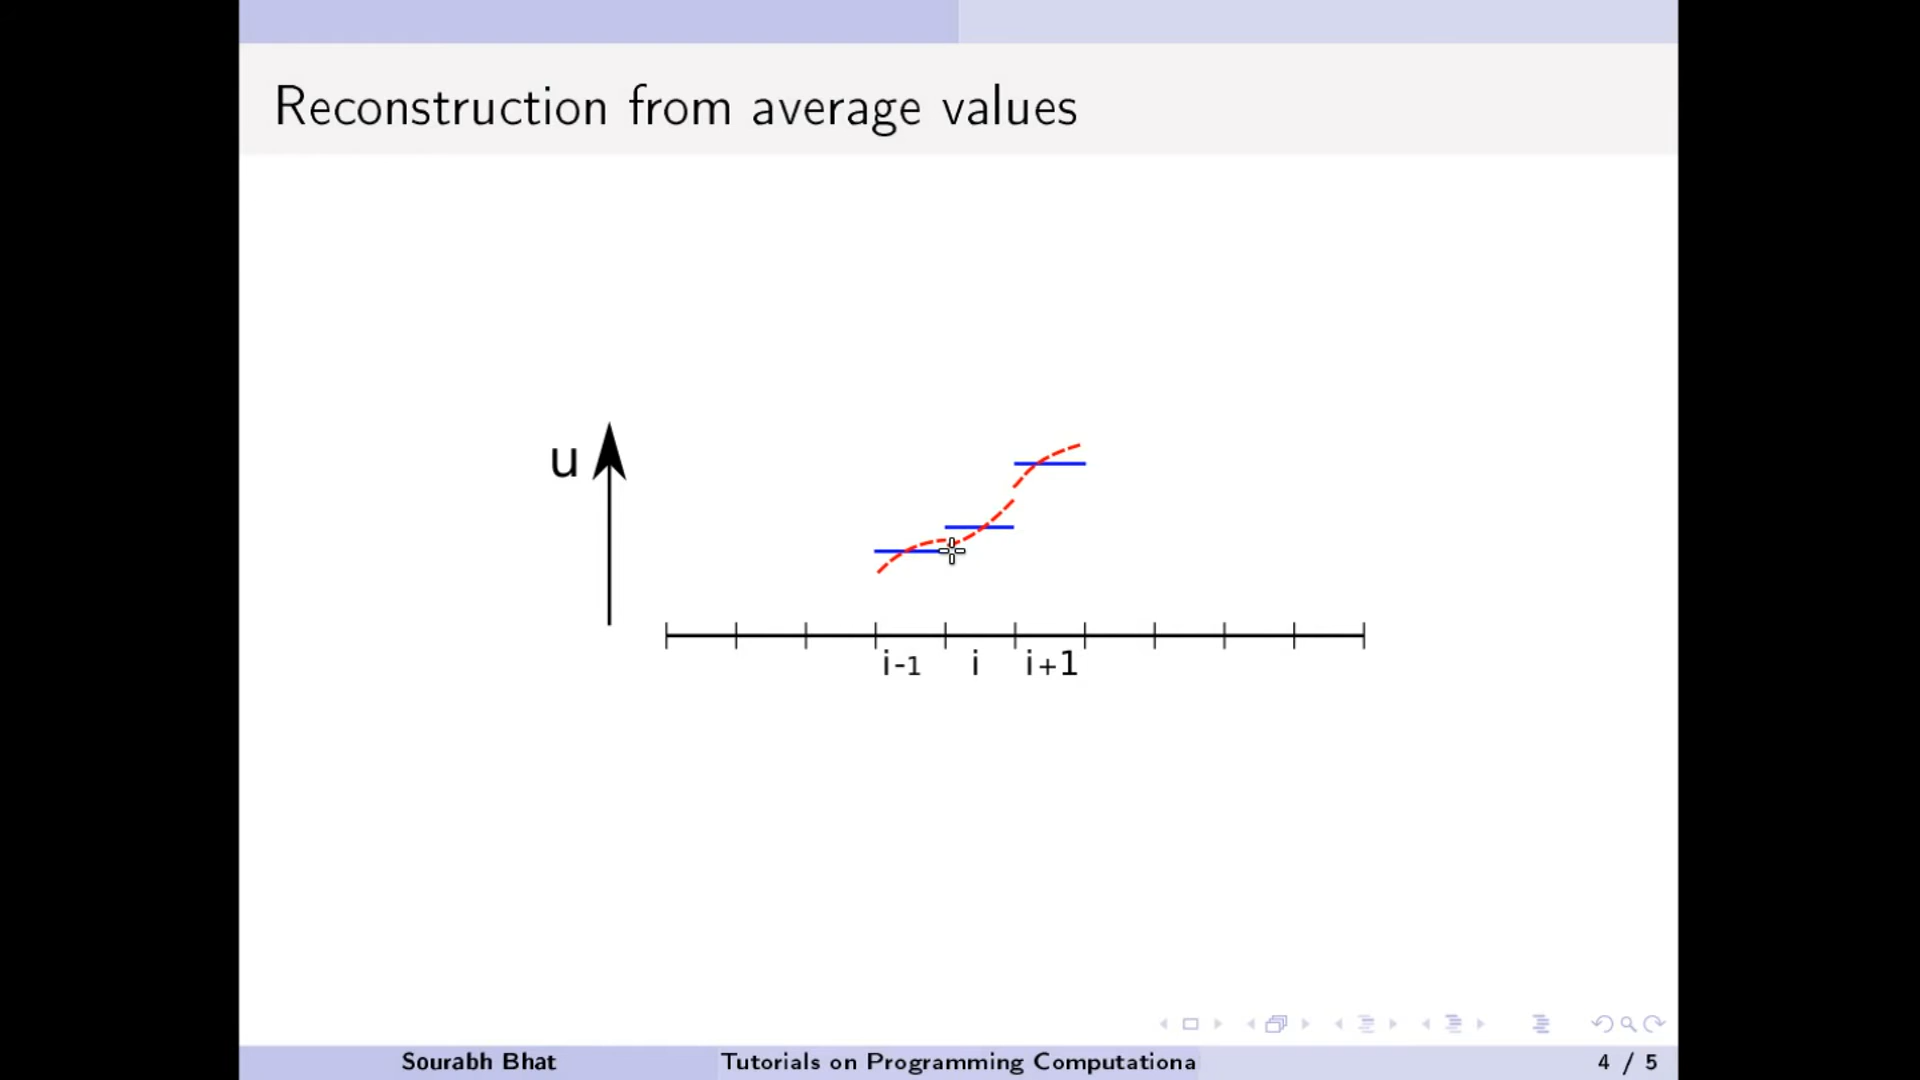 Reconstruction from average values
u
i-1 i i+1
Sourabh Bhat Tutorials on Programming Computationa 4 / 5